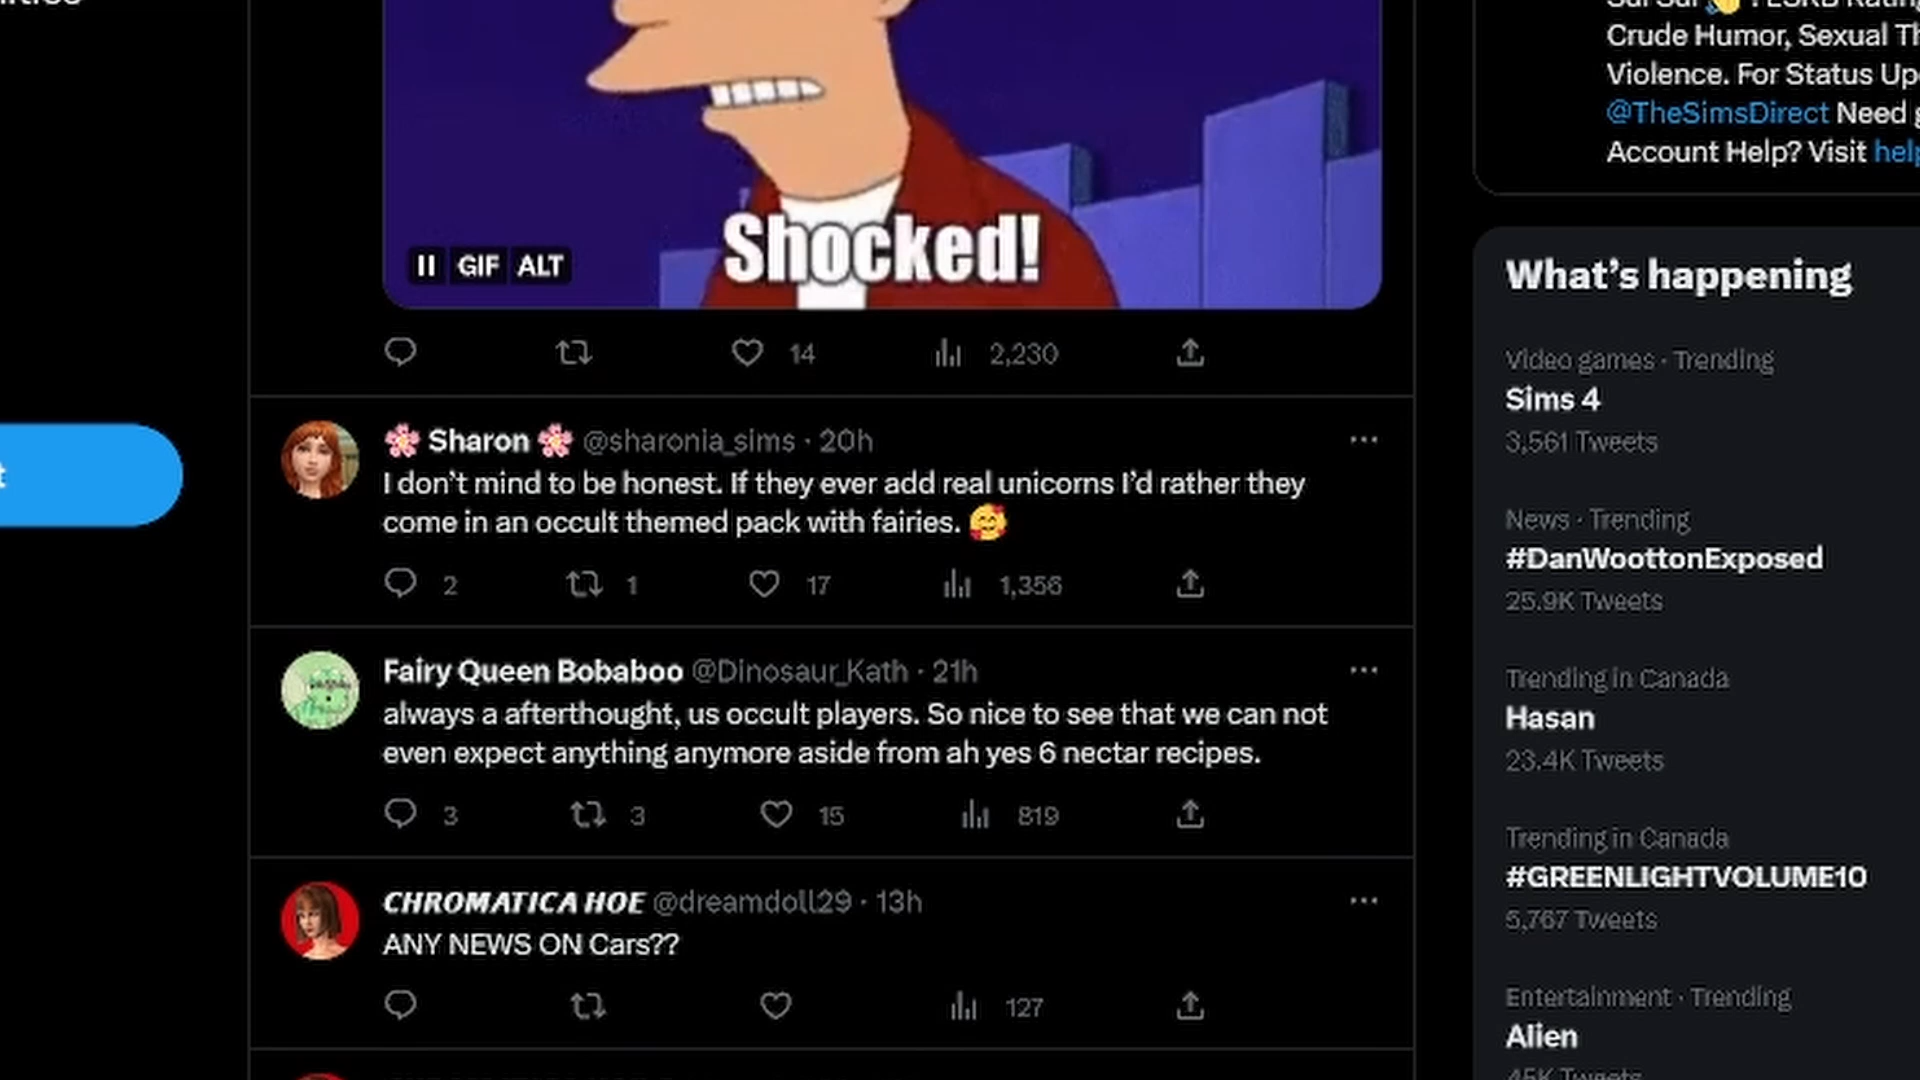 Shocked!
GIF ALT
14 2,230
Sharon @sharonia_sims · 20h
I don't mind to be honest. If they ever add real unicorns I'd rather they
come in an occult themed pack with fairies.
2 1 17 1,356
Fairy Queen Bobaboo @Dinosaur_Kath · 21h
always a afterthought, us occult players. So nice to see that we can not
even expect anything anymore aside from ah yes 6 nectar recipes.
3 3 15 819
CHROMATICA HOE @dreamdoll29 · 13h
ANY NEWS ON Cars??
127
Crude Humor, Sexual
Violence. For Status
@TheSimsDirect Need
Account Help? Visit
What's happening
Video games · Trending
Sims 4
3,561 Tweets
News · Trending
#DanWoottonExposed
25.9K Tweets
Trending in Canada
Hasan
23.4K Tweets
Trending in Canada
#GREENLIGHTVOLUME10
5,767 Tweets
Entertainment · Trending
Alien